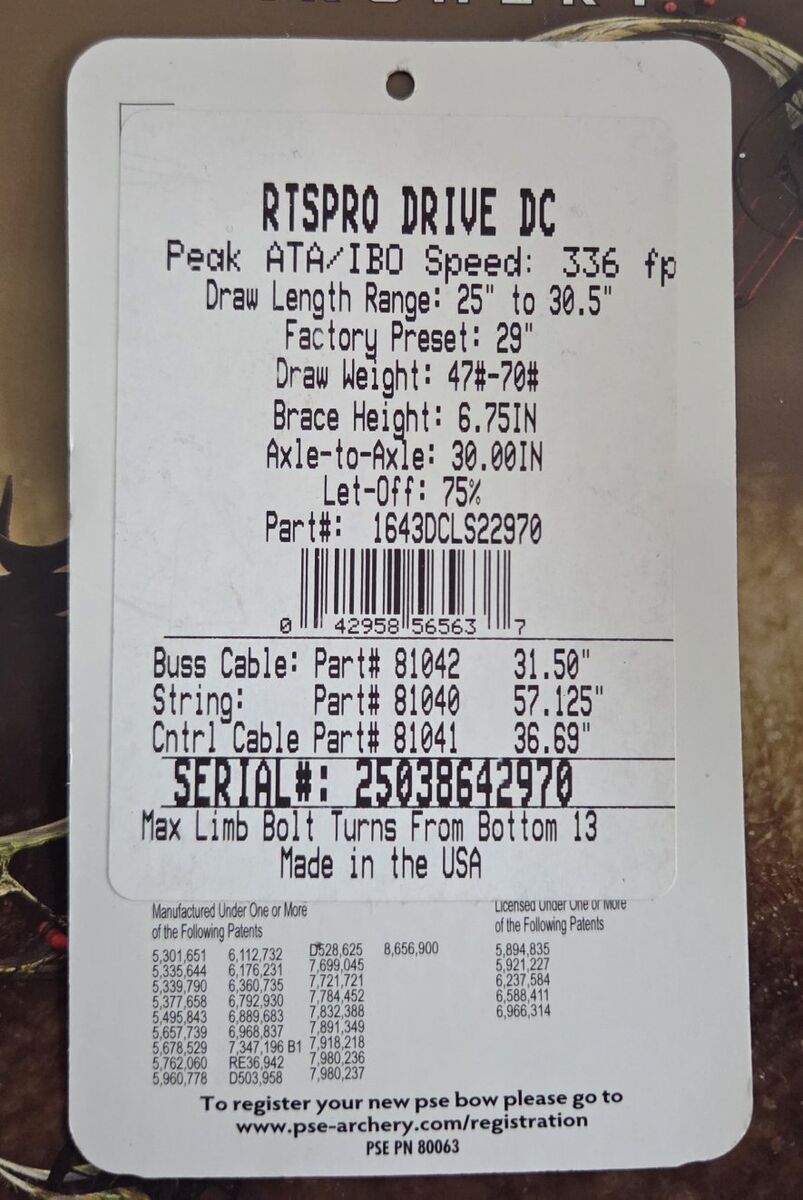 RTSPRO DRIVE DC
Peak ATA/IBO Speed: 336 fp
Draw Length Range: 25" to 30.5"
Factory Preset: 29"
Draw Weight: 47#-70#
Brace Height: 6.75IN
Axle-to-Axle: 30.00IN
Let-Off: 75%
Part#: 1643DCLS22970
0 42958 56563 7
Buss Cable: Part# 81042 31.50"
String: Part# 81040 57.125"
Cntrl Cable Part# 81041 36.69"
SERIAL#: 25038642970
Max Limb Bolt Turns From Bottom 13
Made in the USA
Manufactured Under One or More
of the Following Patents
5,301,651 6,112,732 D528,625 8,656,900
5,335,644 6,176,231 7,699,045
5,339,790 6,360,735 7,721,721
5,377,658 6,792,930 7,784,452
5,495,843 6,889,683 7,832,388
5,657,739 6,968,837 7,891,349
5,678,529 7,347,196 B1 7,918,218
5,762,060 RE36,942 7,980,236
5,960,778 D503,958 7,980,237
Licensed Under One or More
of the Following Patents
5,894,835
5,921,227
6,237,584
6,588,411
6,966,314
To register your new pse bow please go to
www.pse-archery.com/registration
PSE PN 80063